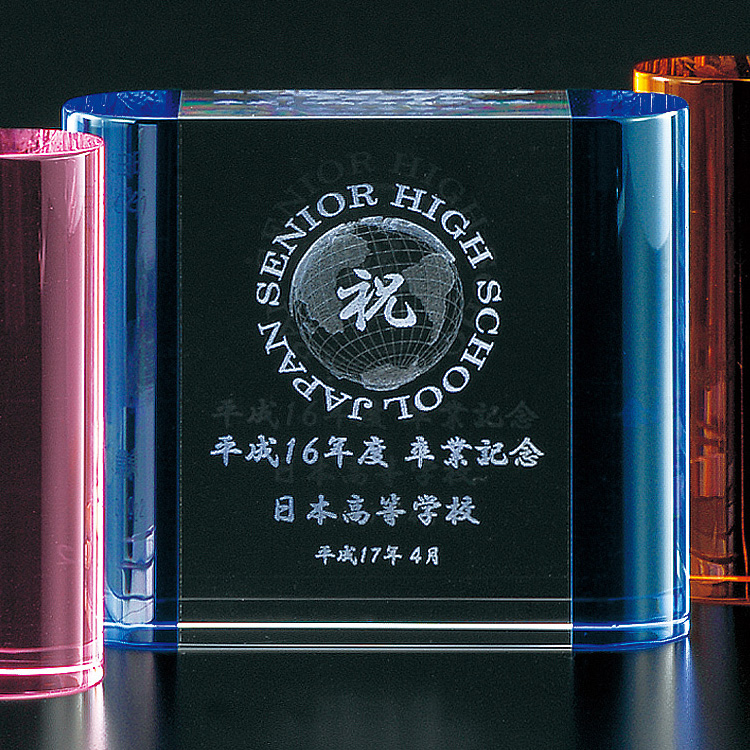 JAPAN SENIOR HIGH SCHOOL
祝
平成16年度 卒業記念
日本高等学校
平成17年 4月